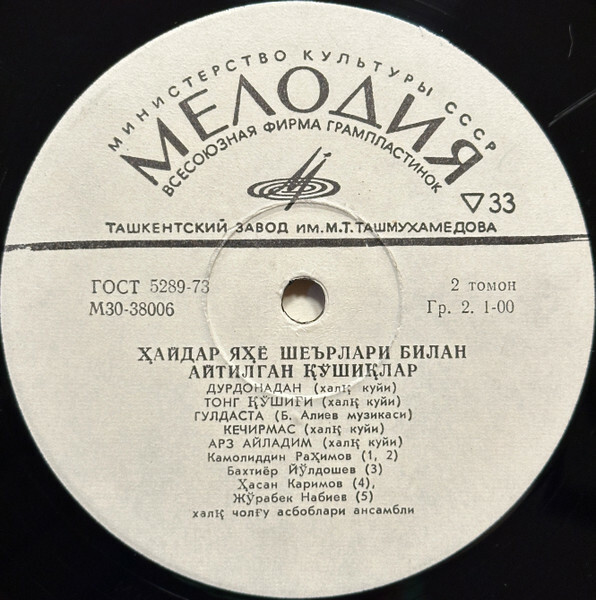 МИНИСТЕРСТВО КУЛЬТУРЫ СССР
МЕЛОДИЯ
ВСЕСОЮЗНАЯ ФИРМА ГРАМПЛАСТИНОК
▽33
ТАШКЕНТСКИЙ ЗАВОД ИМ. М.Т. ТАШМУХАМЕДОВА
ГОСТ 5289-73
2 томон
М30-38006
Гр. 2. 1-00
ҲАЙДАР ЯҲЁ ШЕЪРЛАРИ БИЛАН
АЙТИЛГАН ҚЎШИҚЛАР
ДУРДОНАДАН (халқ куйи)
ТОНГ ҚЎШИҒИ (халқ куйи)
ГУЛДАСТА (Б. Алиев музикаси)
КЕЧИРМАС (халқ куйи)
АРЗ АЙЛАДИМ (халқ куйи)
Камолиддин Раҳимов (1, 2)
Бахтиёр Йўлдошев (3)
Ҳасан Каримов (4),
Жўрабек Набиев (5)
халқ чолғу асбоблари ансамбли